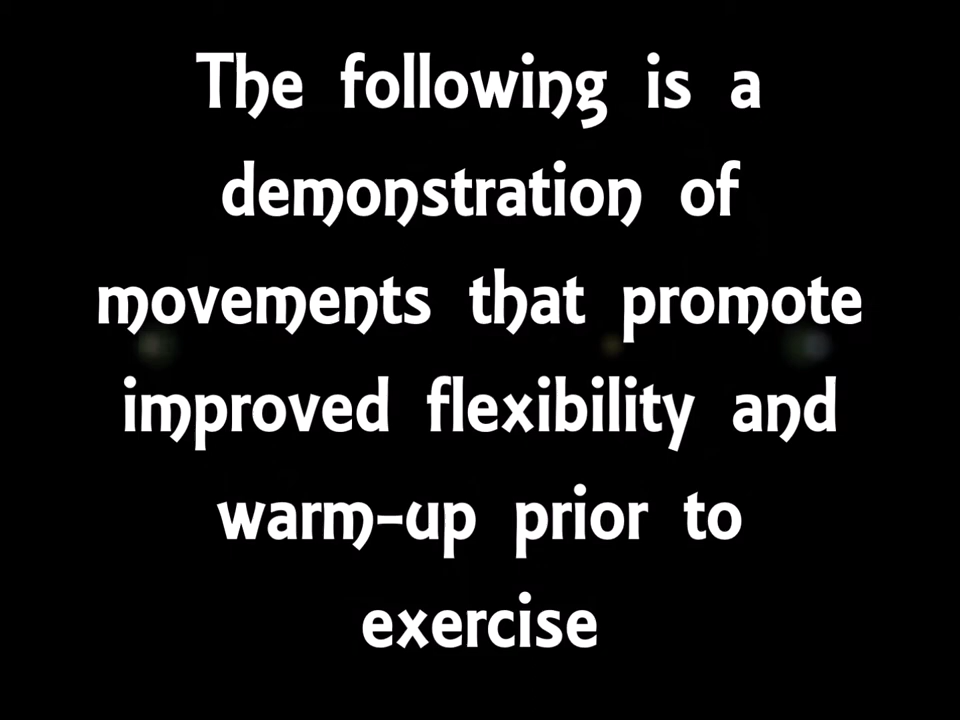 The following is a
demonstration of
movements that promote
improved flexibility and
warm-up prior to
exercise